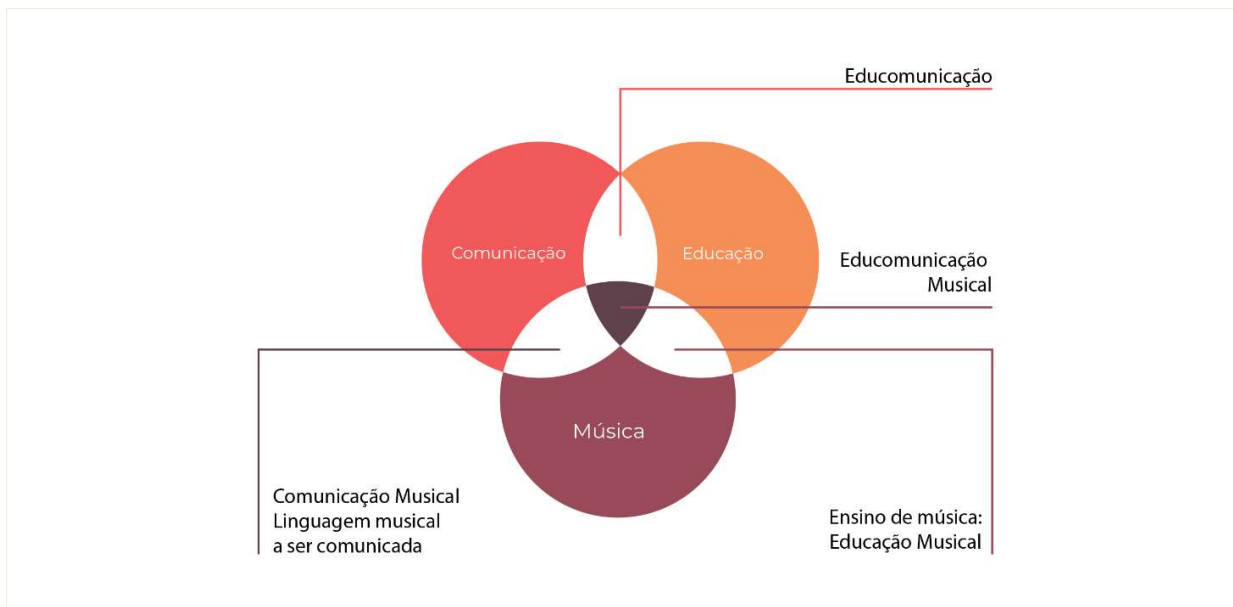 Educomunicação
Comunicação
Educação
Educomunicação
Musical
Música
Comunicação Musical
Linguagem musical
a ser comunicada
Ensino de música:
Educação Musical